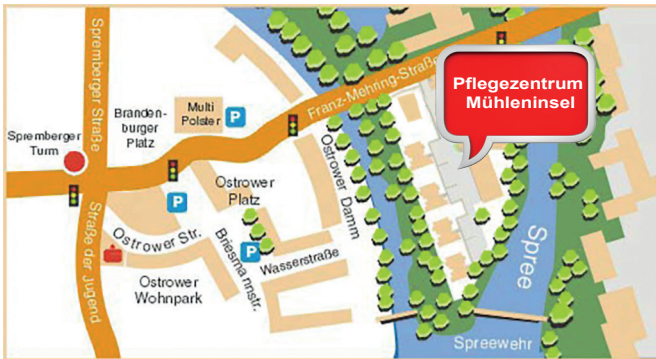 Spremberger Straße
Branden-
burger
Platz
Multi
Polster
P
Franz-Mehring-Straße
Pflegezentrum
Mühleninsel
Spremberger
Turm
P
Ostrower
Platz
Ostrower Damm
Straße der Jugend
Ostrower Str.
Ostrower
Wohnpark
Briesmannstr.
P
Wasserstraße
Spree
Spreewehr